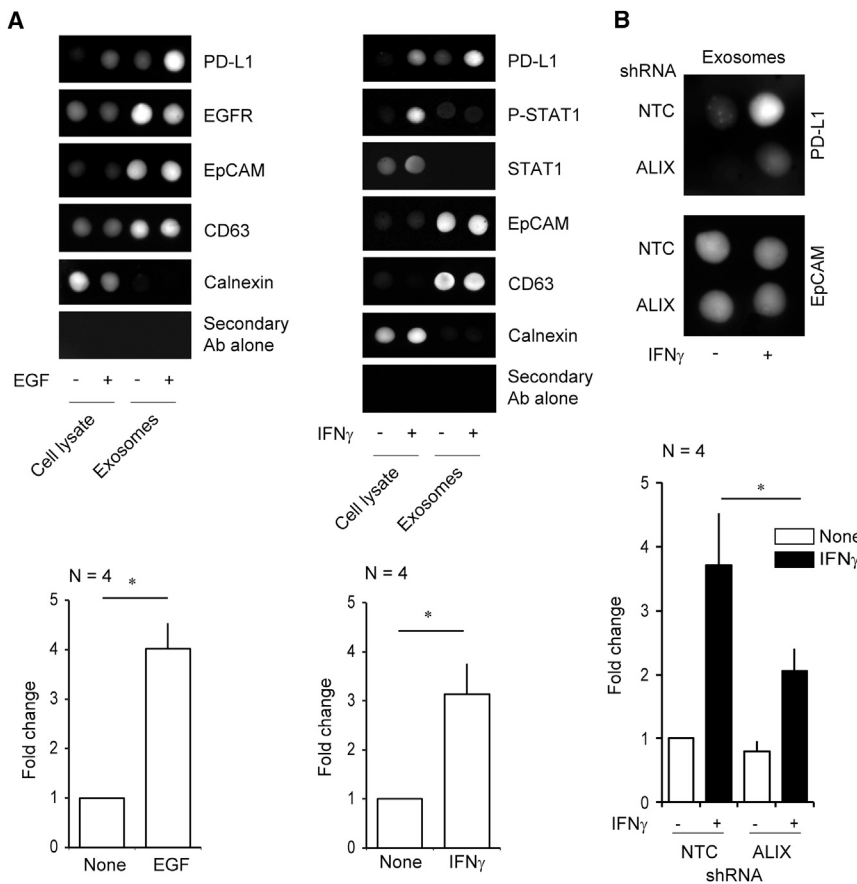 A
PD-L1
EGFR
EpCAM
CD63
Calnexin
Secondary
Ab alone
EGF - + - +
Cell lysate
Exosomes
PD-L1
P-STAT1
STAT1
EpCAM
CD63
Calnexin
Secondary
Ab alone
IFNγ - + - +
Cell lysate
Exosomes
B
Exosomes
shRNA
NTC
ALIX
PD-L1
NTC
ALIX
EpCAM
IFNγ - +
N = 4
*
5
4
3
2
1
0
Fold change
None EGF
N = 4
*
5
4
3
2
1
0
Fold change
None IFNγ
N = 4
*
None
IFNγ
5
4
3
2
1
0
Fold change
IFNγ - + - +
NTC ALIX
shRNA